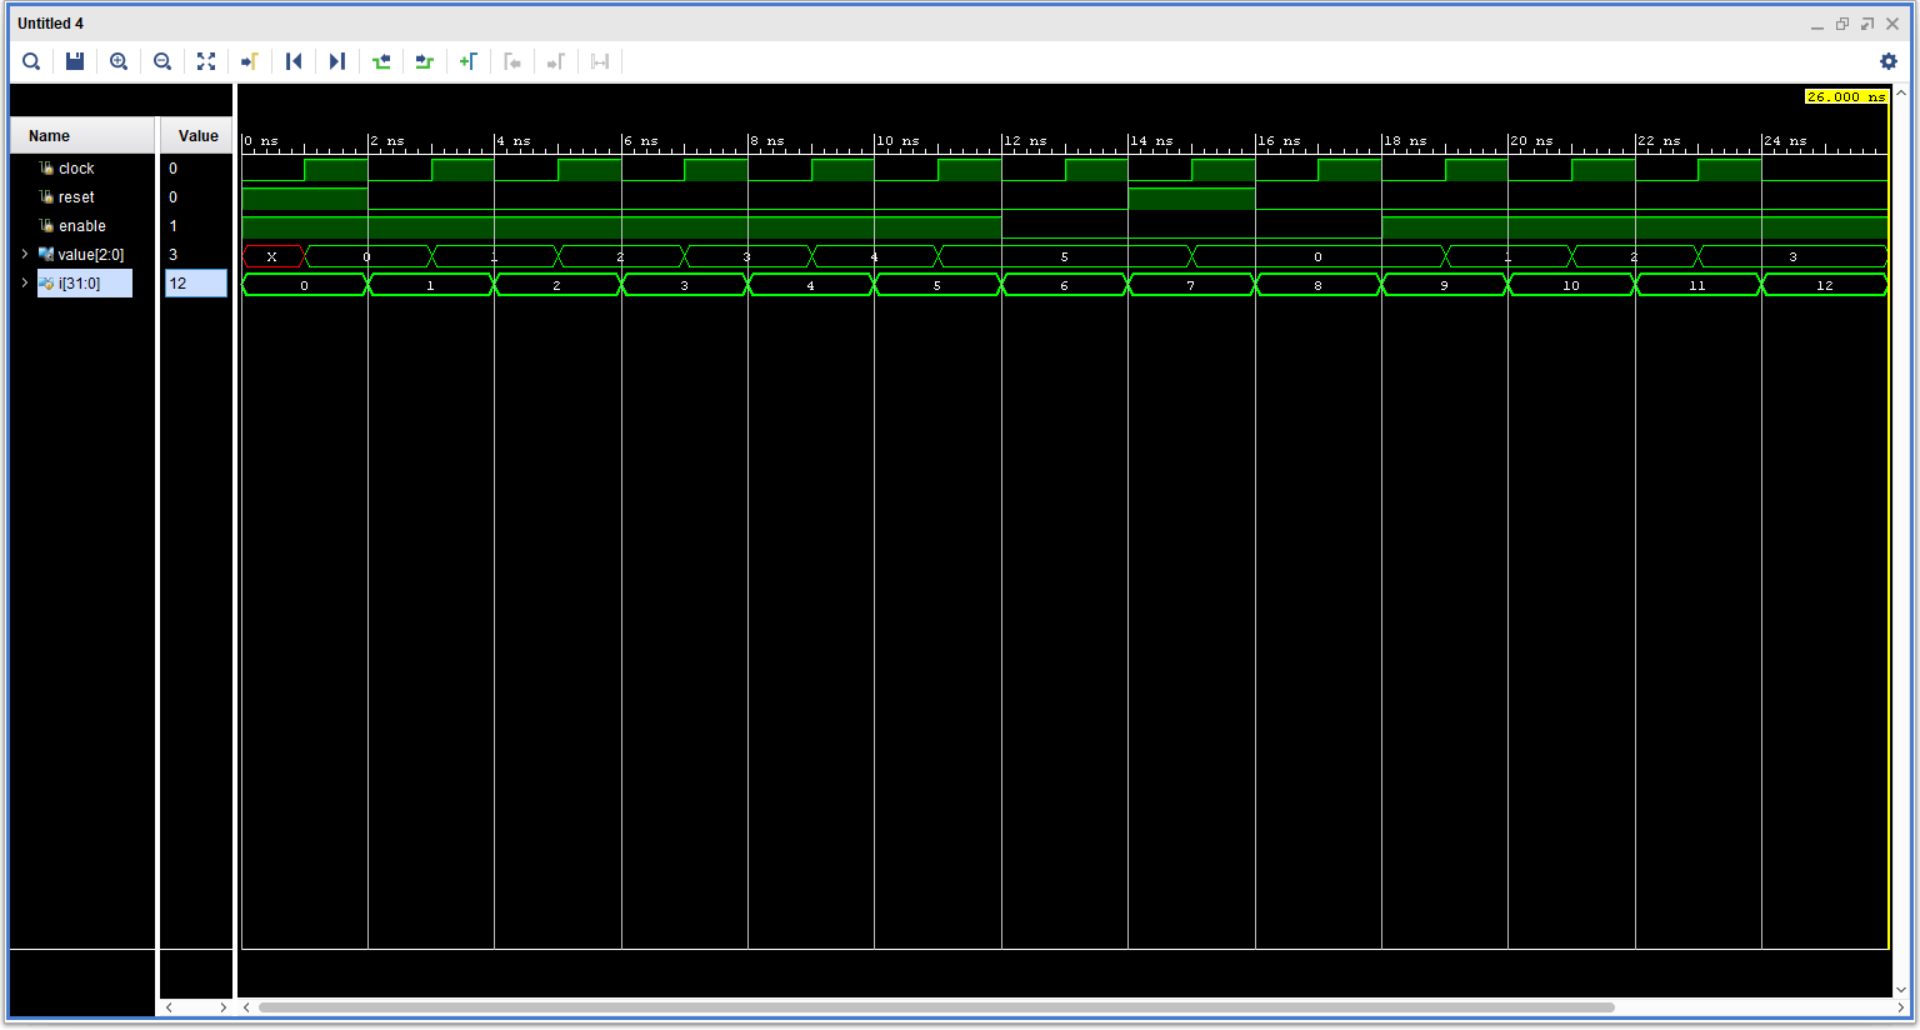 Untitled 4
26.000 ns
Name Value
0 ns 2 ns 4 ns 6 ns 8 ns 10 ns 12 ns 14 ns 16 ns 18 ns 20 ns 22 ns 24 ns
clock 0
reset 0
enable 1
value[2:0] 3 X 0 1 2 3 4 5 0 1 2 3
i[31:0] 12 0 1 2 3 4 5 6 7 8 9 10 11 12